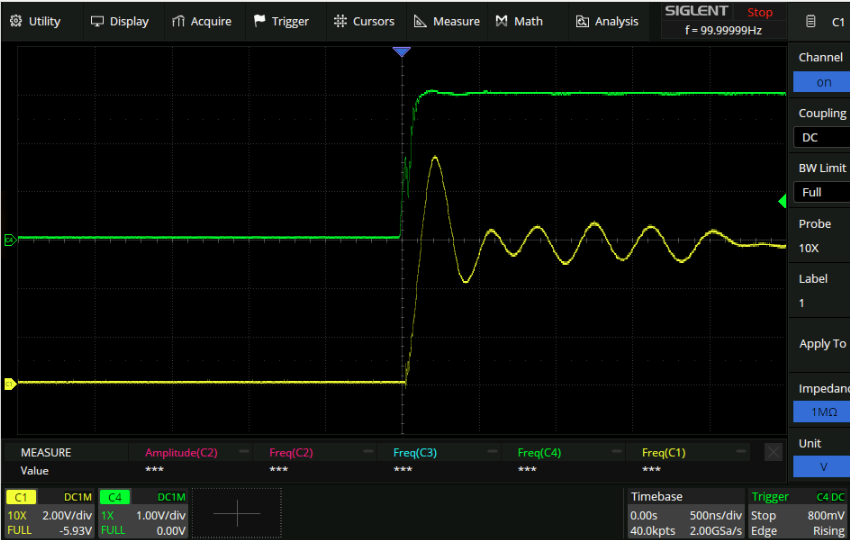 Utility Display Acquire Trigger Cursors Measure Math Analysis SIGLENT Stop C1
f = 99.99999Hz
Channel
on
Coupling
DC
BW Limit
Full
Probe
10X
Label
1
Apply To
Impedanc
1MΩ
Unit
V
C4
C1
MEASURE Amplitude(C2) Freq(C2) Freq(C3) Freq(C4) Freq(C1)
Value *** *** *** *** ***
C1 DC1M C4 DC1M Timebase Trigger C4 DC
10X 2.00V/div 1X 1.00V/div 0.00s 500ns/div Stop 800mV
FULL -5.93V FULL 0.00V 40.0kpts 2.00GSa/s Edge Rising